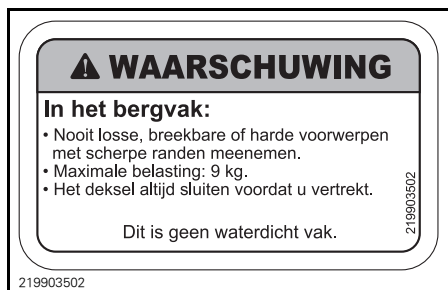 WAARSCHUWING
In het bergvak:
• Nooit losse, breekbare of harde voorwerpen
met scherpe randen meenemen.
• Maximale belasting: 9 kg.
• Het deksel altijd sluiten voordat u vertrekt.
Dit is geen waterdicht vak.
219903502
219903502